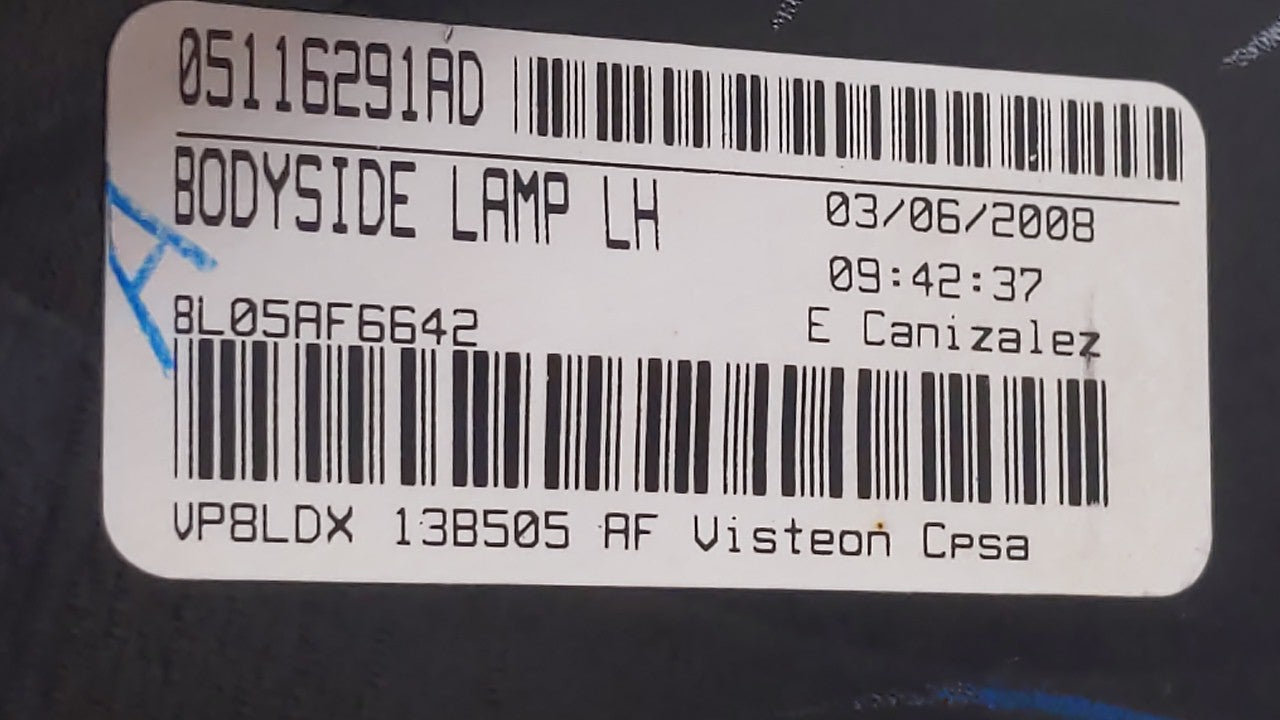 05116291AD
BODYSIDE LAMP LH
03/06/2008
09:42:37
E Canizalez
8L05AF6642
VP8LDX 13B505 AF Visteon Cpsa
A